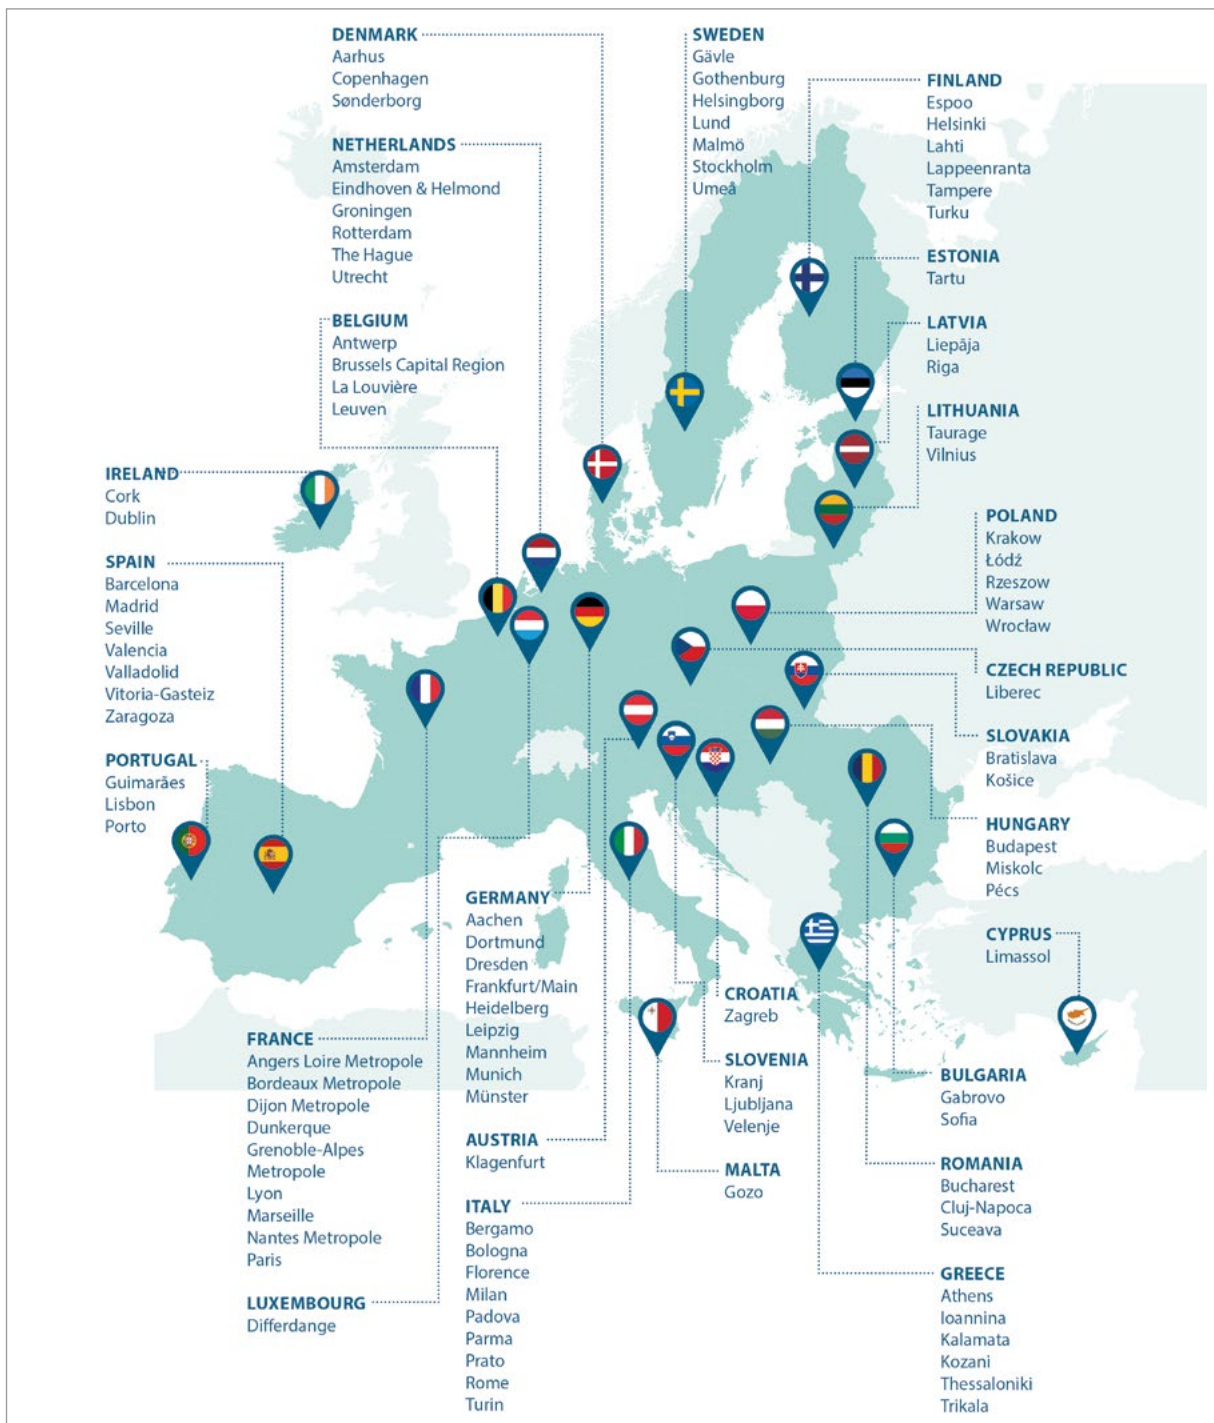 DENMARK
Aarhus
Copenhagen
Sønderborg
NETHERLANDS
Amsterdam
Eindhoven & Helmond
Groningen
Rotterdam
The Hague
Utrecht
BELGIUM
Antwerp
Brussels Capital Region
La Louvière
Leuven
IRELAND
Cork
Dublin
SPAIN
Barcelona
Madrid
Seville
Valencia
Valladolid
Vitoria-Gasteiz
Zaragoza
PORTUGAL
Guimarães
Lisbon
Porto
SWEDEN
Gävle
Gothenburg
Helsingborg
Lund
Malmö
Stockholm
Umeå
FINLAND
Espoo
Helsinki
Lahti
Lappeenranta
Tampere
Turku
ESTONIA
Tartu
LATVIA
Liepāja
Riga
LITHUANIA
Taurage
Vilnius
POLAND
Krakow
Łódź
Rzeszow
Warsaw
Wrocław
CZECH REPUBLIC
Liberec
SLOVAKIA
Bratislava
Košice
HUNGARY
Budapest
Miskolc
Pécs
CYPRUS
Limassol
FRANCE
Angers Loire Metropole
Bordeaux Metropole
Dijon Metropole
Dunkerque
Grenoble-Alpes
Metropole
Lyon
Marseille
Nantes Metropole
Paris
LUXEMBOURG
Differdange
GERMANY
Aachen
Dortmund
Dresden
Frankfurt/Main
Heidelberg
Leipzig
Mannheim
Munich
Münster
AUSTRIA
Klagenfurt
ITALY
Bergamo
Bologna
Florence
Milan
Padova
Parma
Prato
Rome
Turin
CROATIA
Zagreb
SLOVENIA
Kranj
Ljubljana
Velenje
MALTA
Gozo
BULGARIA
Gabrovo
Sofia
ROMANIA
Bucharest
Cluj-Napoca
Suceava
GREECE
Athens
Ioannina
Kalamata
Kozani
Thessaloniki
Trikala